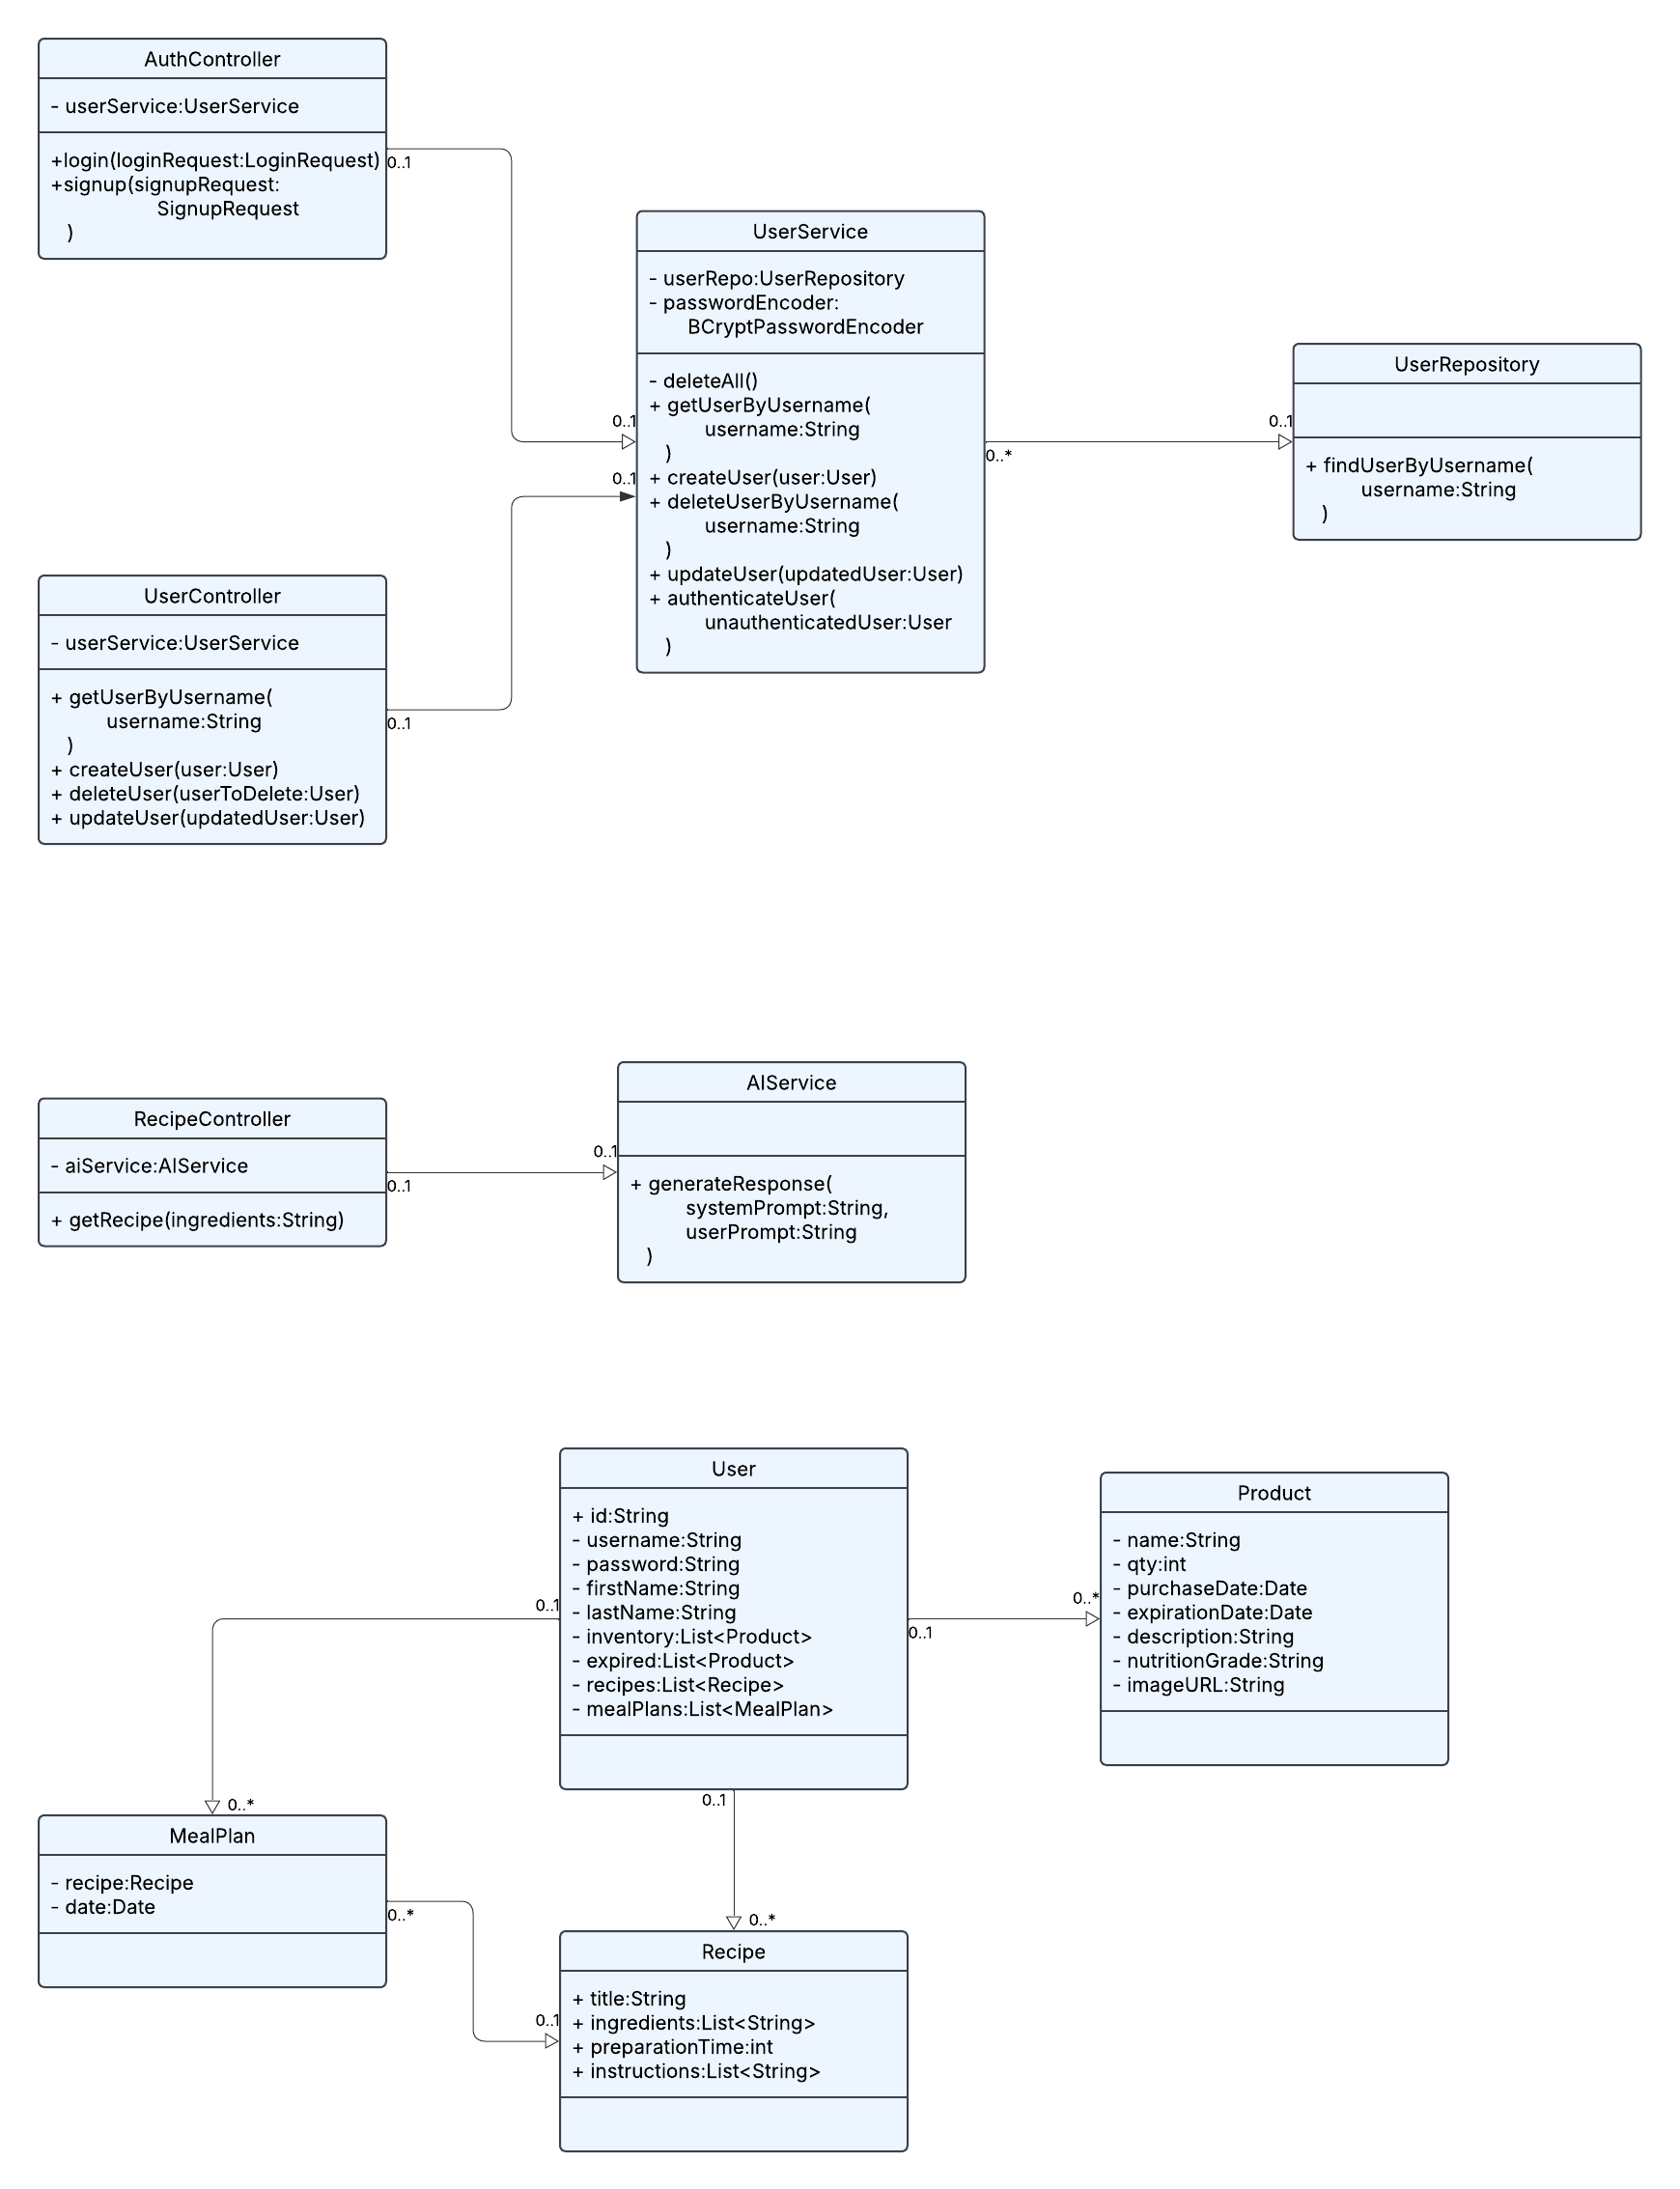 AuthController
- userService:UserService
+login(loginRequest:LoginRequest)
+signup(signupRequest:
SignupRequest
)
0..1
UserService
- userRepo:UserRepository
- passwordEncoder:
BCryptPasswordEncoder
- deleteAll()
+ getUserByUsername(
username:String
)
+ createUser(user:User)
+ deleteUserByUsername(
username:String
)
+ updateUser(updatedUser:User)
+ authenticateUser(
unauthenticatedUser:User
)
0..1
0..1
0..*
UserRepository
+ findUserByUsername(
username:String
)
0..1
UserController
- userService:UserService
+ getUserByUsername(
username:String
)
+ createUser(user:User)
+ deleteUser(userToDelete:User)
+ updateUser(updatedUser:User)
0..1
RecipeController
- aiService:AIService
+ getRecipe(ingredients:String)
0..1
AIService
+ generateResponse(
systemPrompt:String,
userPrompt:String
)
0..1
User
+ id:String
- username:String
- password:String
- firstName:String
- lastName:String
- inventory:List<Product>
- expired:List<Product>
- recipes:List<Recipe>
- mealPlans:List<MealPlan>
0..1
0..1
0..1
Product
- name:String
- qty:int
- purchaseDate:Date
- expirationDate:Date
- description:String
- nutritionGrade:String
- imageURL:String
0..*
0..*
MealPlan
- recipe:Recipe
- date:Date
0..*
0..*
Recipe
+ title:String
+ ingredients:List<String>
+ preparationTime:int
+ instructions:List<String>
0..1